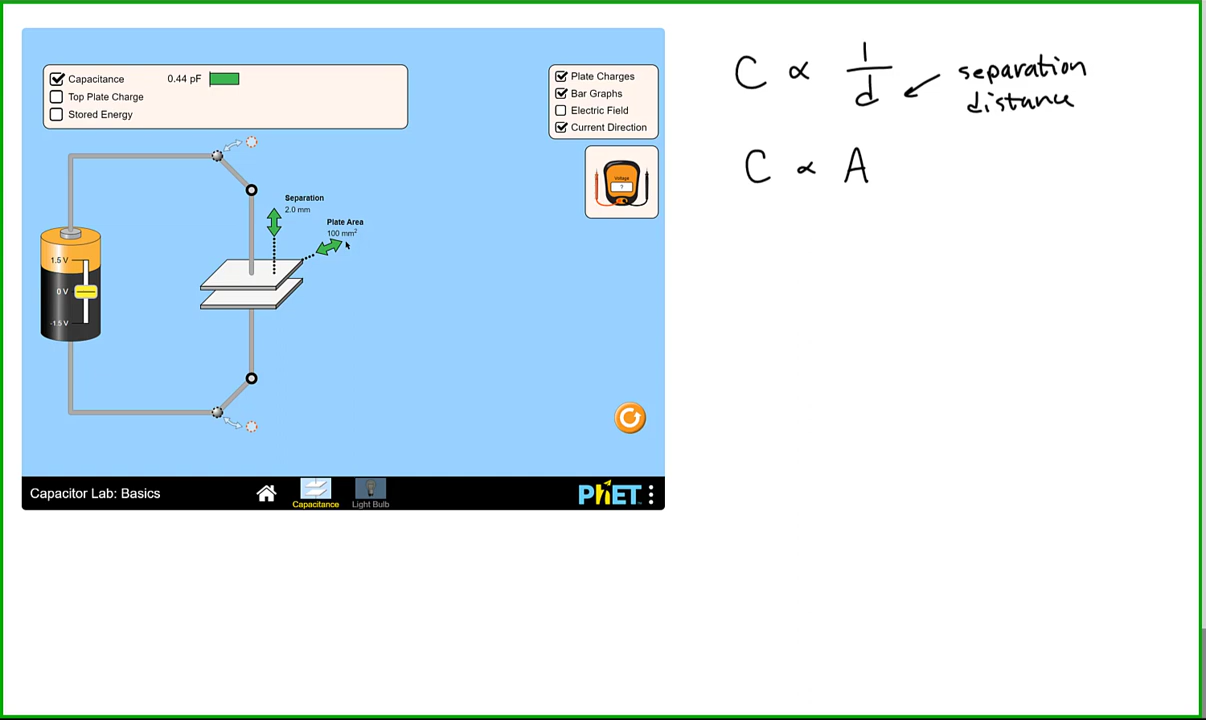 Capacitance 0.44 pF
Top Plate Charge
Stored Energy
Plate Charges
Bar Graphs
Electric Field
Current Direction
Voltage
?
Separation
2.0 mm
Plate Area
100 mm²
1.5 V
0 V
-1.5 V
Capacitor Lab: Basics
Capacitance
Light Bulb
PhET
C ∝ 1/d
separation
distance
C ∝ A